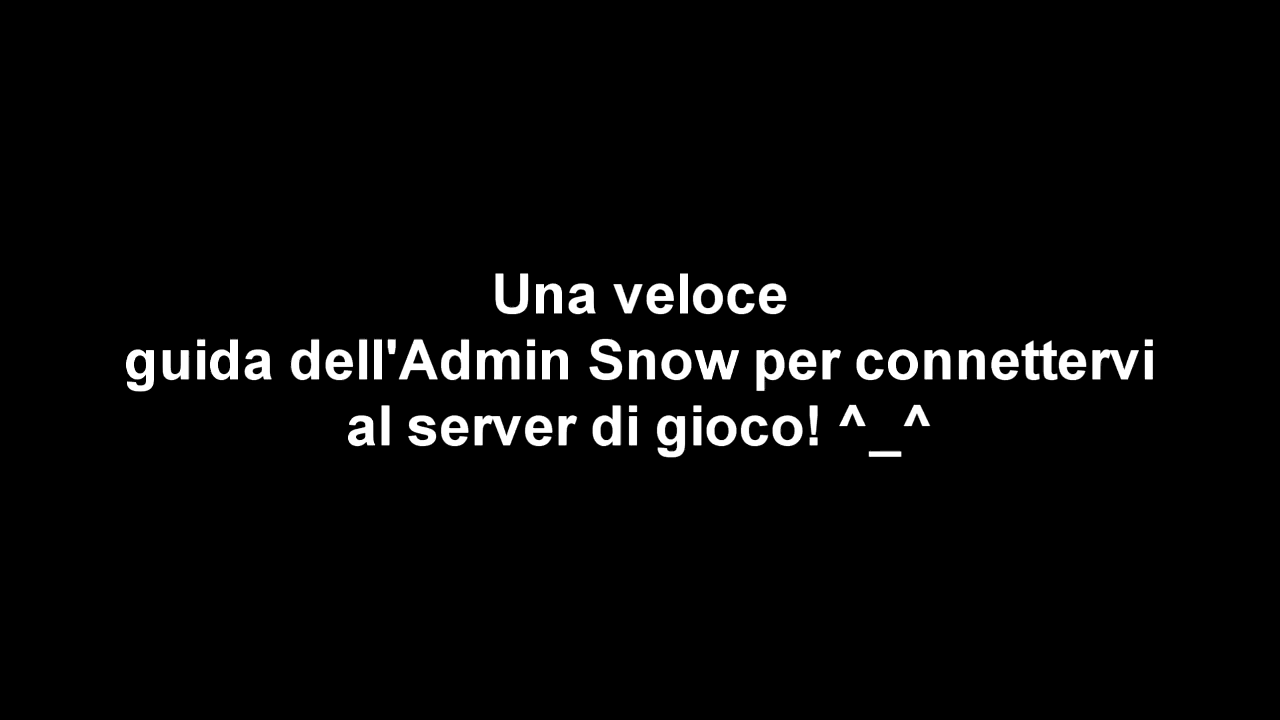 Una veloce
guida dell'Admin Snow per connettervi
al server di gioco! ^_^